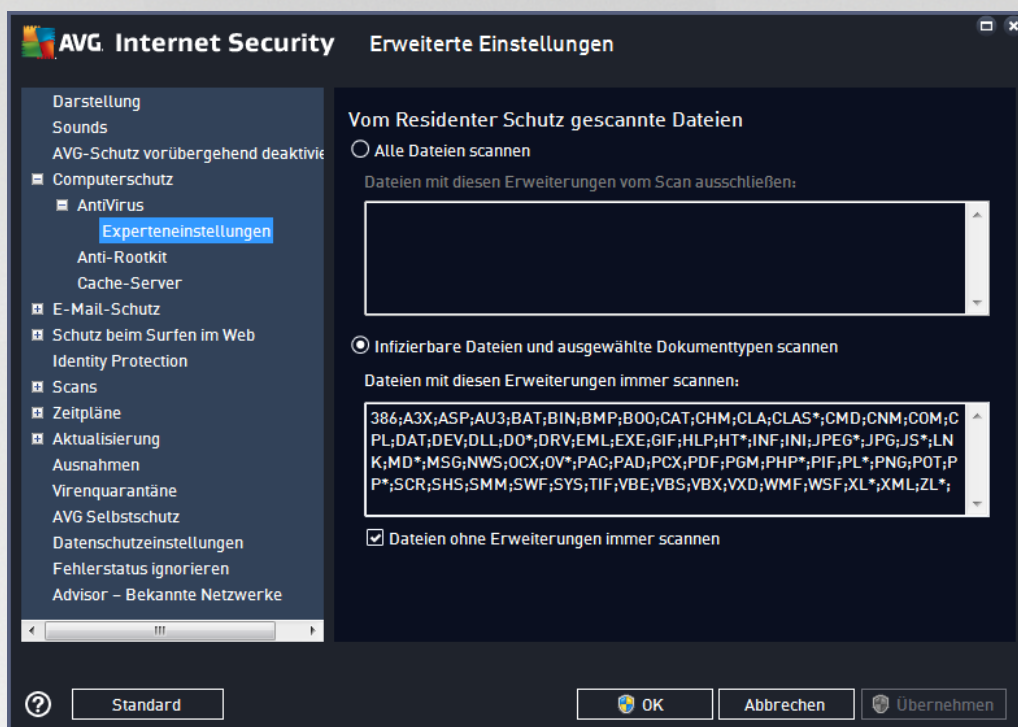 AVG. Internet Security
Erweiterte Einstellungen
Darstellung
Sounds
AVG-Schutz vorübergehend deaktivie
Computerschutz
AntiVirus
Experteneinstellungen
Anti-Rootkit
Cache-Server
E-Mail-Schutz
Schutz beim Surfen im Web
Identity Protection
Scans
Zeitpläne
Aktualisierung
Ausnahmen
Virenquarantäne
AVG Selbstschutz
Datenschutzeinstellungen
Fehlerstatus ignorieren
Advisor – Bekannte Netzwerke
Vom Residenter Schutz gescannte Dateien
Alle Dateien scannen
Dateien mit diesen Erweiterungen vom Scan ausschließen:
Infizierbare Dateien und ausgewählte Dokumenttypen scannen
Dateien mit diesen Erweiterungen immer scannen:
386;A3X;ASP;AU3;BAT;BIN;BMP;BOO;CAT;CHM;CLA;CLAS*;CMD;CNM;COM;C
PL;DAT;DEV;DLL;DO*;DRV;EML;EXE;GIF;HLP;HT*;INF;INI;JPEG*;JPG;JS*;LN
K;MD*;MSG;NWS;OCX;OV*;PAC;PAD;PCX;PDF;PGM;PHP*;PIF;PL*;PNG;POT;P
P*;SCR;SHS;SMM;SWF;SYS;TIF;VBE;VBS;VBX;VXD;WMF;WSF;XL*;XML;ZL*;
Dateien ohne Erweiterungen immer scannen
Standard
OK
Abbrechen
Übernehmen